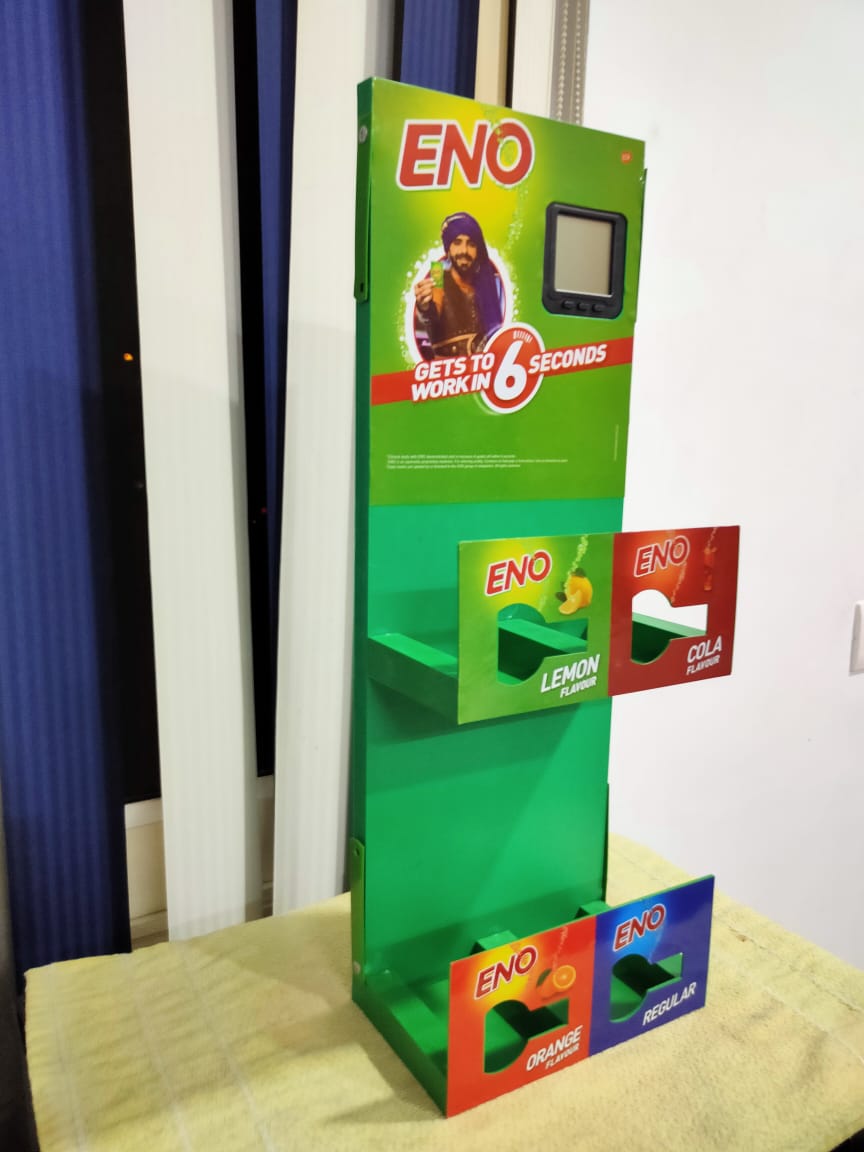 ENO
GETS TO
WORK IN
6
SECONDS
ENO
LEMON
FLAVOUR
ENO
COLA
FLAVOUR
ENO
ORANGE
FLAVOUR
ENO
REGULAR